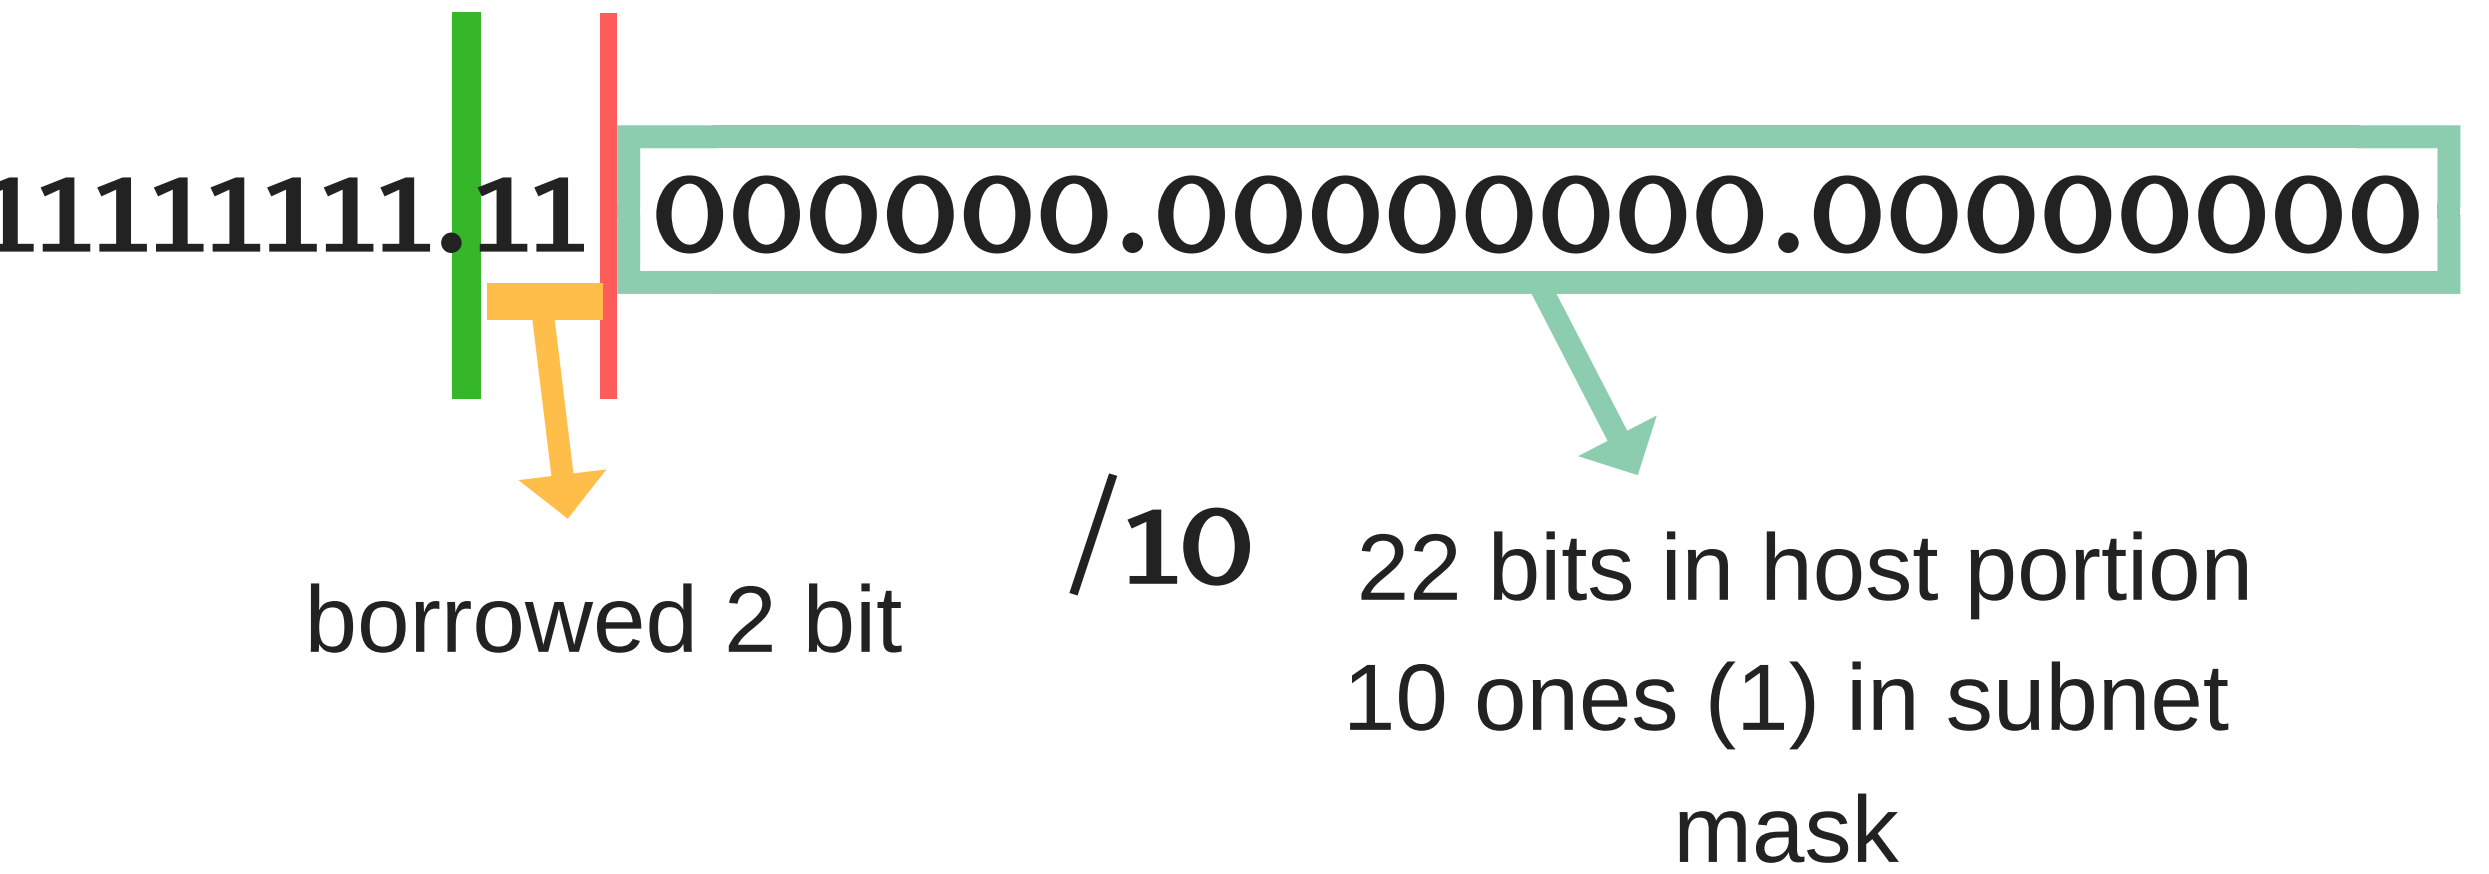 11111111.11 000000.00000000.00000000
/10
borrowed 2 bit
22 bits in host portion
10 ones (1) in subnet
mask